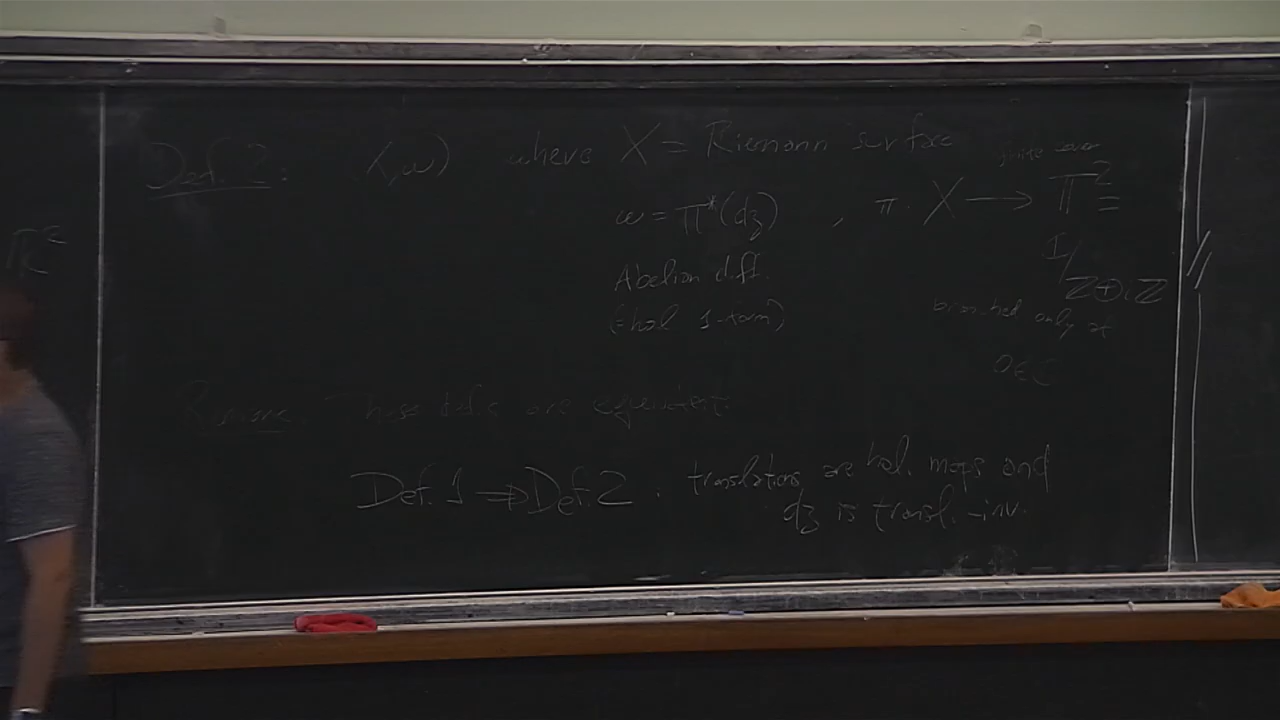 Def. 2: (X, ω) where X = Riemann surface
finite cover
ω = π*(dz) , π: X → 𝕋² =
ℂ/
ℤ⊕iℤ
Abelian diff.
(=hol. 1-form)
branched only at
0∈ℂ
Remark. These defs are equivalent.
Def. 1 ⇒ Def. 2 : translations are hol. maps and
dz is transl.-inv.